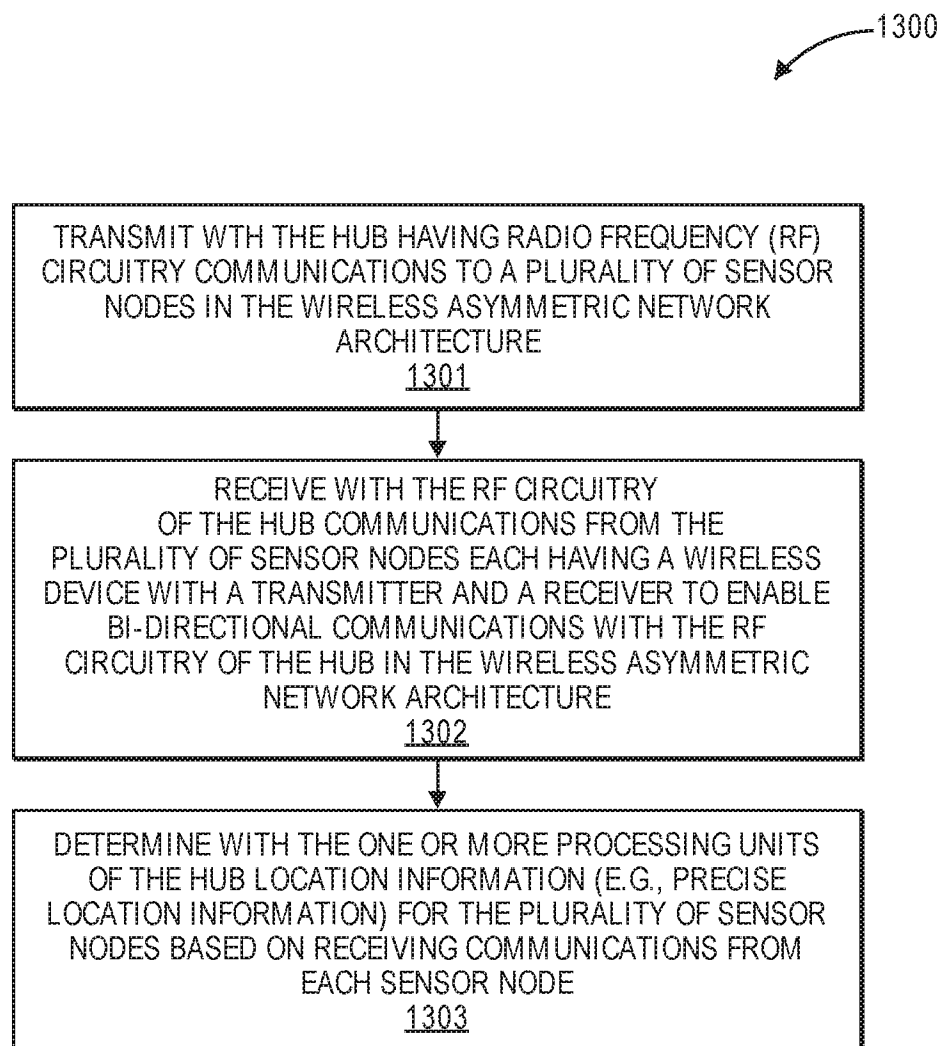 1300
TRANSMIT WTH THE HUB HAVING RADIO FREQUENCY (RF)
CIRCUITRY COMMUNICATIONS TO A PLURALITY OF SENSOR
NODES IN THE WIRELESS ASYMMETRIC NETWORK
ARCHITECTURE
1301
RECEIVE WITH THE RF CIRCUITRY
OF THE HUB COMMUNICATIONS FROM THE
PLURALITY OF SENSOR NODES EACH HAVING A WIRELESS
DEVICE WITH A TRANSMITTER AND A RECEIVER TO ENABLE
BI-DIRECTIONAL COMMUNICATIONS WITH THE RF
CIRCUITRY OF THE HUB IN THE WIRELESS ASYMMETRIC
NETWORK ARCHITECTURE
1302
DETERMINE WITH THE ONE OR MORE PROCESSING UNITS
OF THE HUB LOCATION INFORMATION (E.G., PRECISE
LOCATION INFORMATION) FOR THE PLURALITY OF SENSOR
NODES BASED ON RECEIVING COMMUNICATIONS FROM
EACH SENSOR NODE
1303